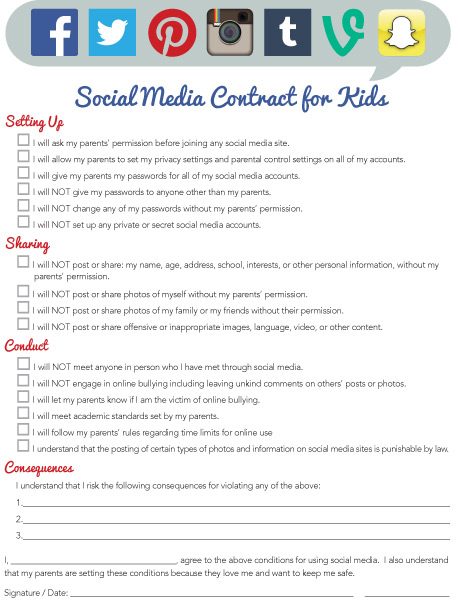 f
t
Social Media Contract for Kids
Setting Up
I will ask my parents' permission before joining any social media site.
I will allow my parents to set my privacy settings and parental control settings on all of my accounts.
I will give my parents my passwords for all of my social media accounts.
I will NOT give my passwords to anyone other than my parents.
I will NOT change any of my passwords without my parents' permission.
I will NOT set up any private or secret social media accounts.
Sharing
I will NOT post or share: my name, age, address, school, interests, or other personal information, without my
parents' permission.
I will NOT post or share photos of myself without my parents' permission.
I will NOT post or share photos of my family or my friends without their permission.
I will NOT post or share offensive or inappropriate images, language, video, or other content.
Conduct
I will NOT meet anyone in person who I have met through social media.
I will NOT engage in online bullying including leaving unkind comments on others' posts or photos.
I will let my parents know if I am the victim of online bullying.
I will meet academic standards set by my parents.
I will follow my parents' rules regarding time limits for online use
I understand that the posting of certain types of photos and information on social media sites is punishable by law.
Consequences
I understand that I risk the following consequences for violating any of the above:
1.
2.
3.
I, , agree to the above conditions for using social media. I also understand
that my parents are setting these conditions because they love me and want to keep me safe.
Signature / Date: